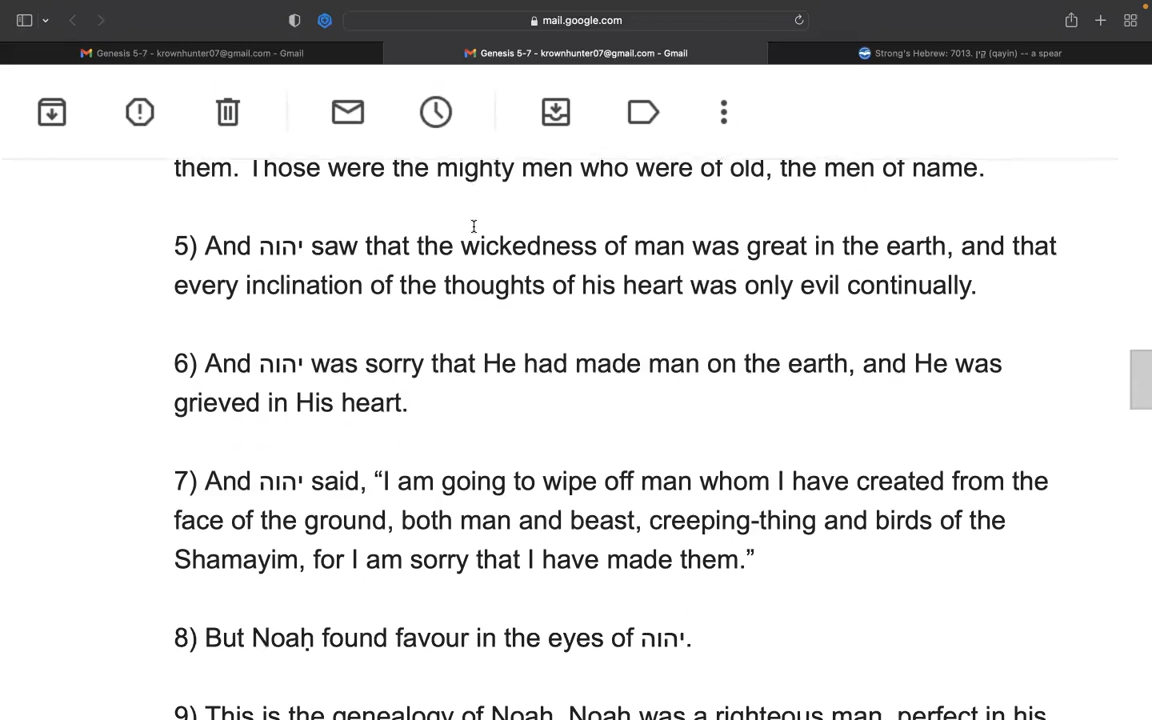 mail.google.com
Genesis 5-7 - krownhunter07@gmail.com - Gmail
Genesis 5-7 - krownhunter07@gmail.com - Gmail
Strong's Hebrew: 7013. קַיִן (qayin) -- a spear
them. Those were the mighty men who were of old, the men of name.
5) And יהוה saw that the wickedness of man was great in the earth, and that
every inclination of the thoughts of his heart was only evil continually.
6) And יהוה was sorry that He had made man on the earth, and He was
grieved in His heart.
7) And יהוה said, “I am going to wipe off man whom I have created from the
face of the ground, both man and beast, creeping-thing and birds of the
Shamayim, for I am sorry that I have made them.”
8) But Noaḥ found favour in the eyes of יהוה.
9) This is the genealogy of Noah. Noah was a righteous man, perfect in his